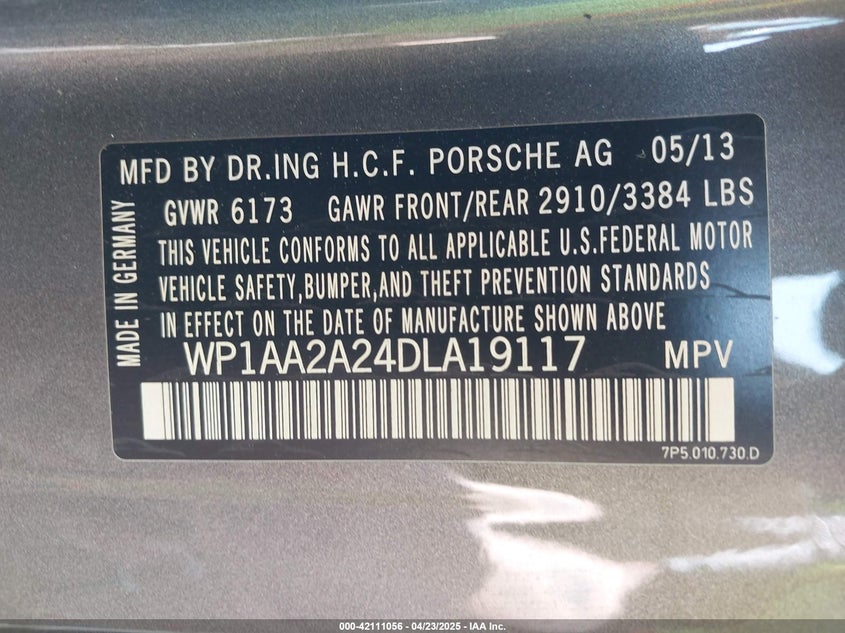 MFD BY DR.ING H.C.F. PORSCHE AG 05/13
GVWR 6173 GAWR FRONT/REAR 2910/3384 LBS
THIS VEHICLE CONFORMS TO ALL APPLICABLE U.S.FEDERAL MOTOR
VEHICLE SAFETY,BUMPER,AND THEFT PREVENTION STANDARDS
IN EFFECT ON THE DATE OF MANUFACTURE SHOWN ABOVE
WP1AA2A24DLA19117 MPV
MADE IN GERMANY
7P5.010.730.D
000-42111056 - 04/23/2025 - IAA Inc.